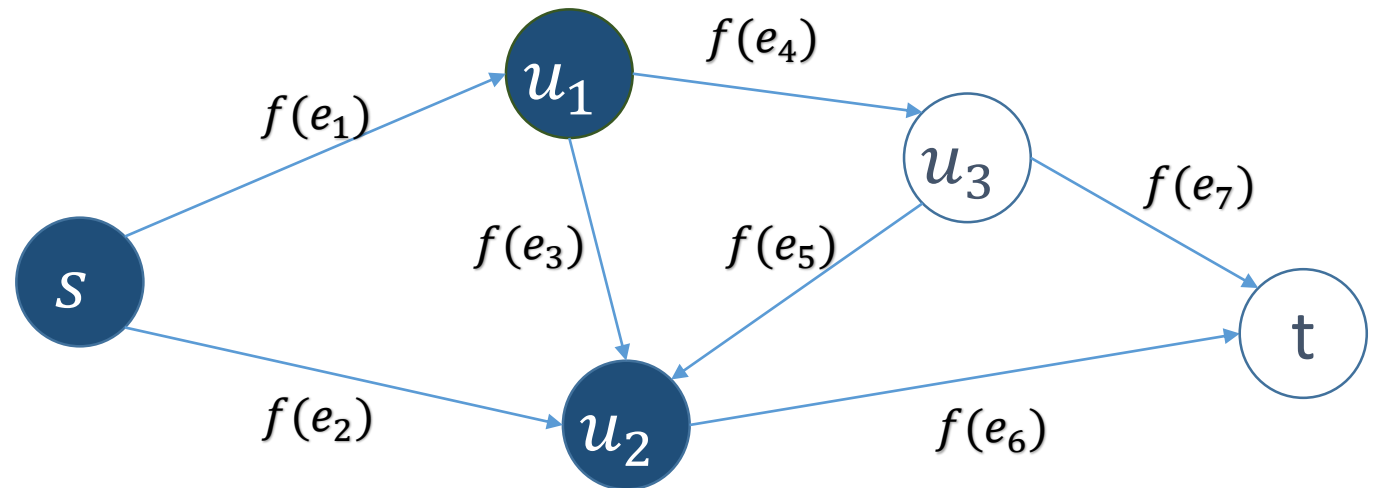 u₁
f(e₄)
f(e₁)
u₃
f(e₇)
f(e₃)
f(e₅)
s
t
f(e₂)
u₂
f(e₆)